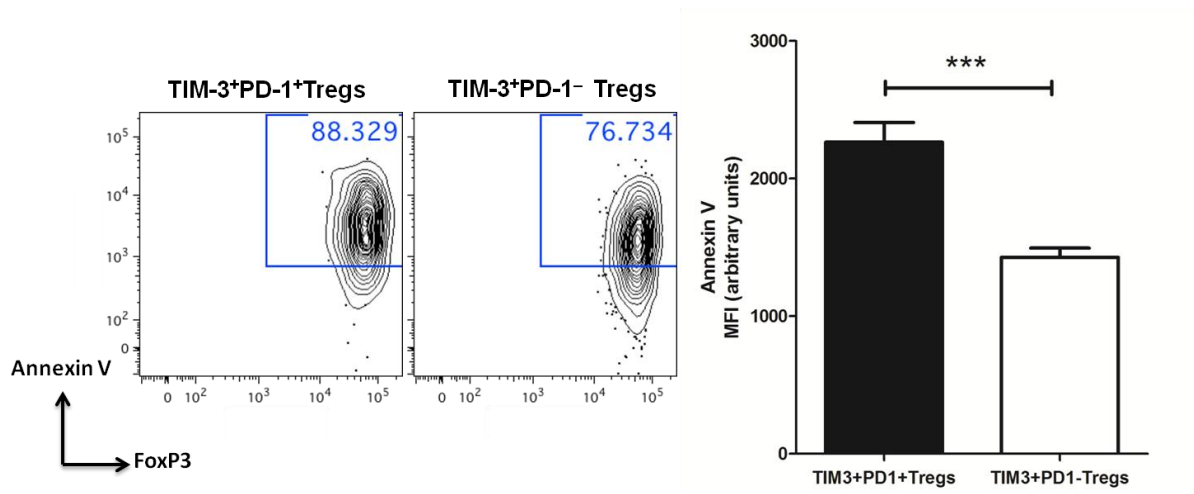 TIM-3⁺PD-1⁺Tregs
88.329
10⁵
10⁴
10³
10²
0
0 10² 10³ 10⁴ 10⁵
TIM-3⁺PD-1⁻ Tregs
76.734
0 10² 10³ 10⁴ 10⁵
Annexin V
FoxP3
***
Annexin V
MFI (arbitrary units)
3000
2000
1000
0
TIM3+PD1+Tregs
TIM3+PD1-Tregs